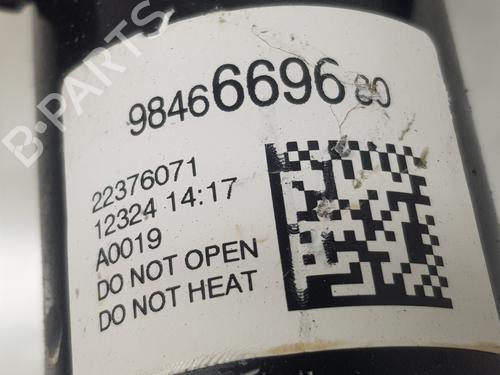 9846669680
22376071
12324 14:17
A0019
DO NOT OPEN
DO NOT HEAT
B-PARTS